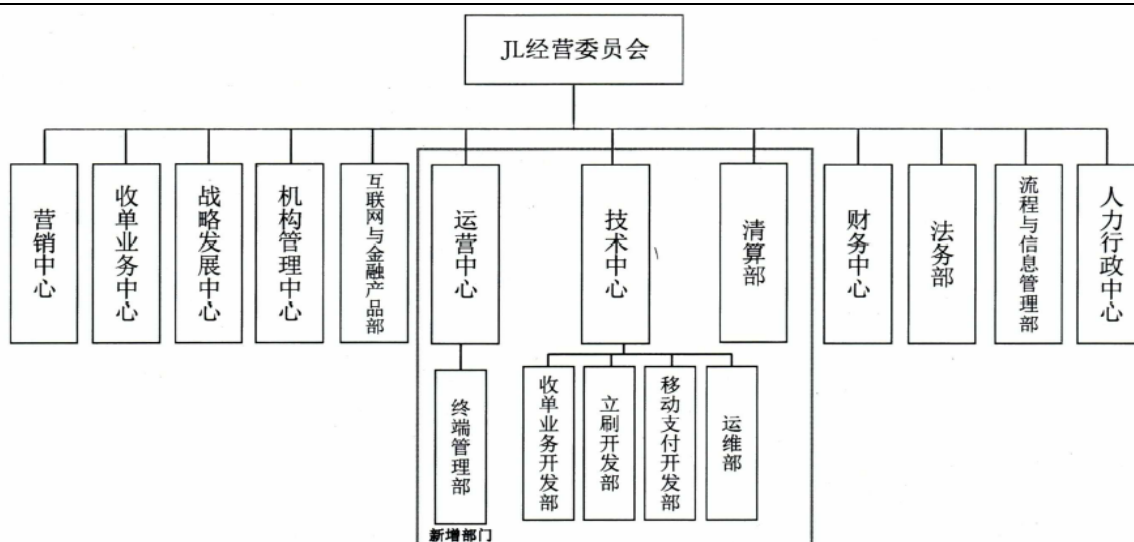 JL经营委员会
营销中心
收单业务中心
战略发展中心
机构管理中心
互联网与金融产品部
运营中心
技术中心
清算部
财务中心
法务部
流程与信息管理部
人力行政中心
终端管理部
收单业务开发部
立刷开发部
移动支付开发部
运维部
新增部门